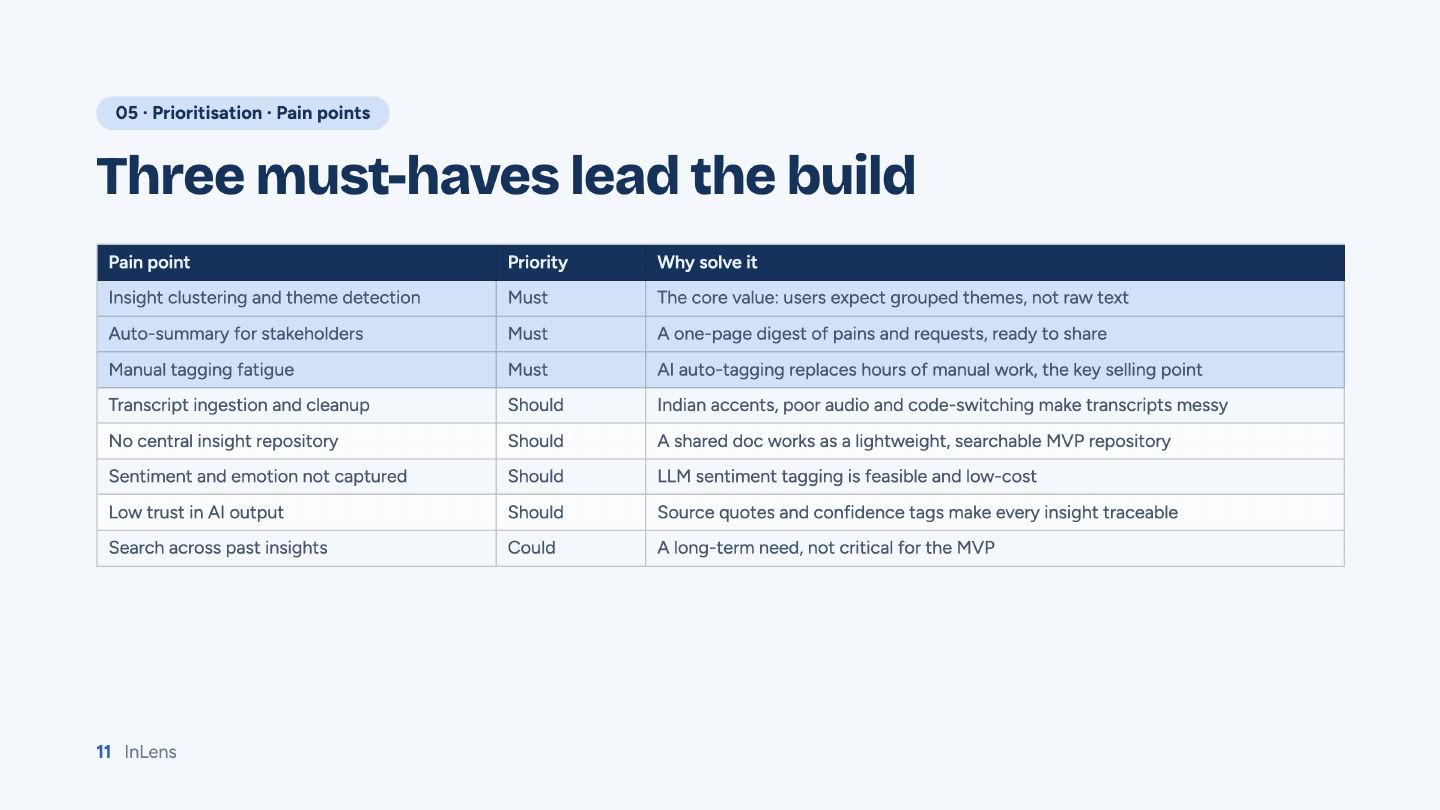 05 · Prioritisation · Pain points
Three must-haves lead the build
Pain point Priority Why solve it
Insight clustering and theme detection Must The core value: users expect grouped themes, not raw text
Auto-summary for stakeholders Must A one-page digest of pains and requests, ready to share
Manual tagging fatigue Must AI auto-tagging replaces hours of manual work, the key selling point
Transcript ingestion and cleanup Should Indian accents, poor audio and code-switching make transcripts messy
No central insight repository Should A shared doc works as a lightweight, searchable MVP repository
Sentiment and emotion not captured Should LLM sentiment tagging is feasible and low-cost
Low trust in AI output Should Source quotes and confidence tags make every insight traceable
Search across past insights Could A long-term need, not critical for the MVP
11 InLens